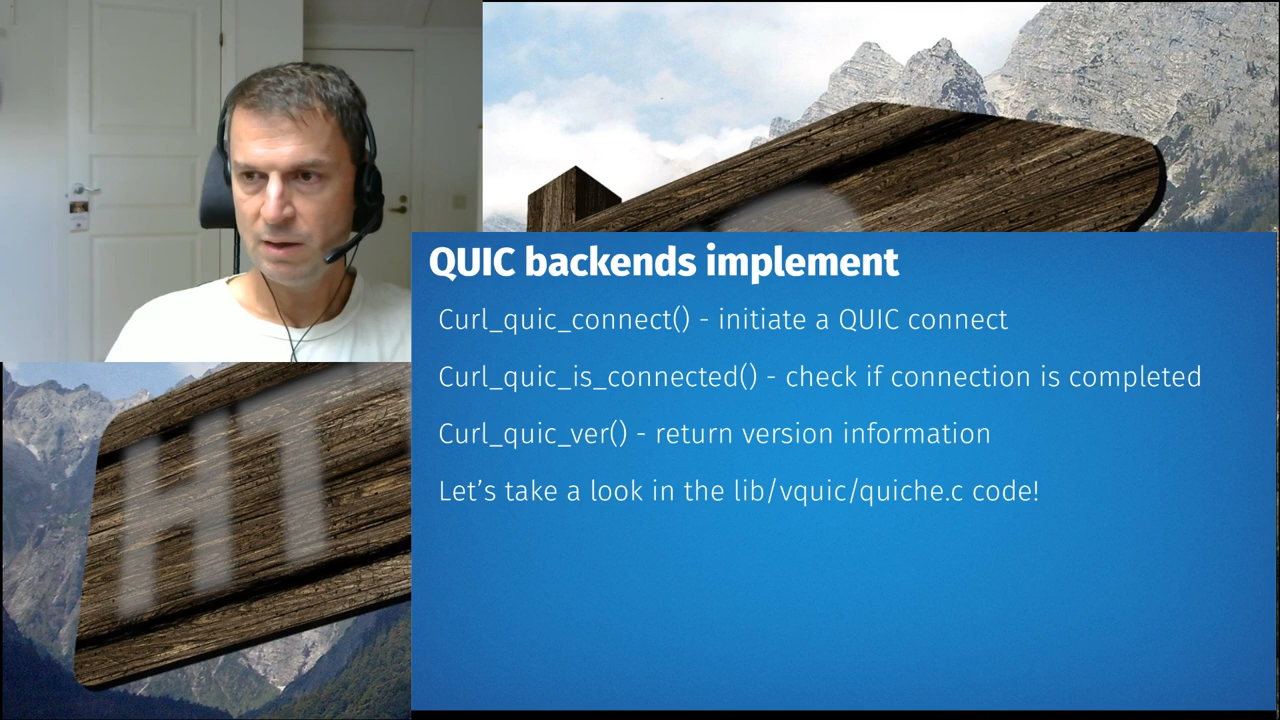 QUIC backends implement
Curl_quic_connect() - initiate a QUIC connect
Curl_quic_is_connected() - check if connection is completed
Curl_quic_ver() - return version information
Let’s take a look in the lib/vquic/quiche.c code!
HT